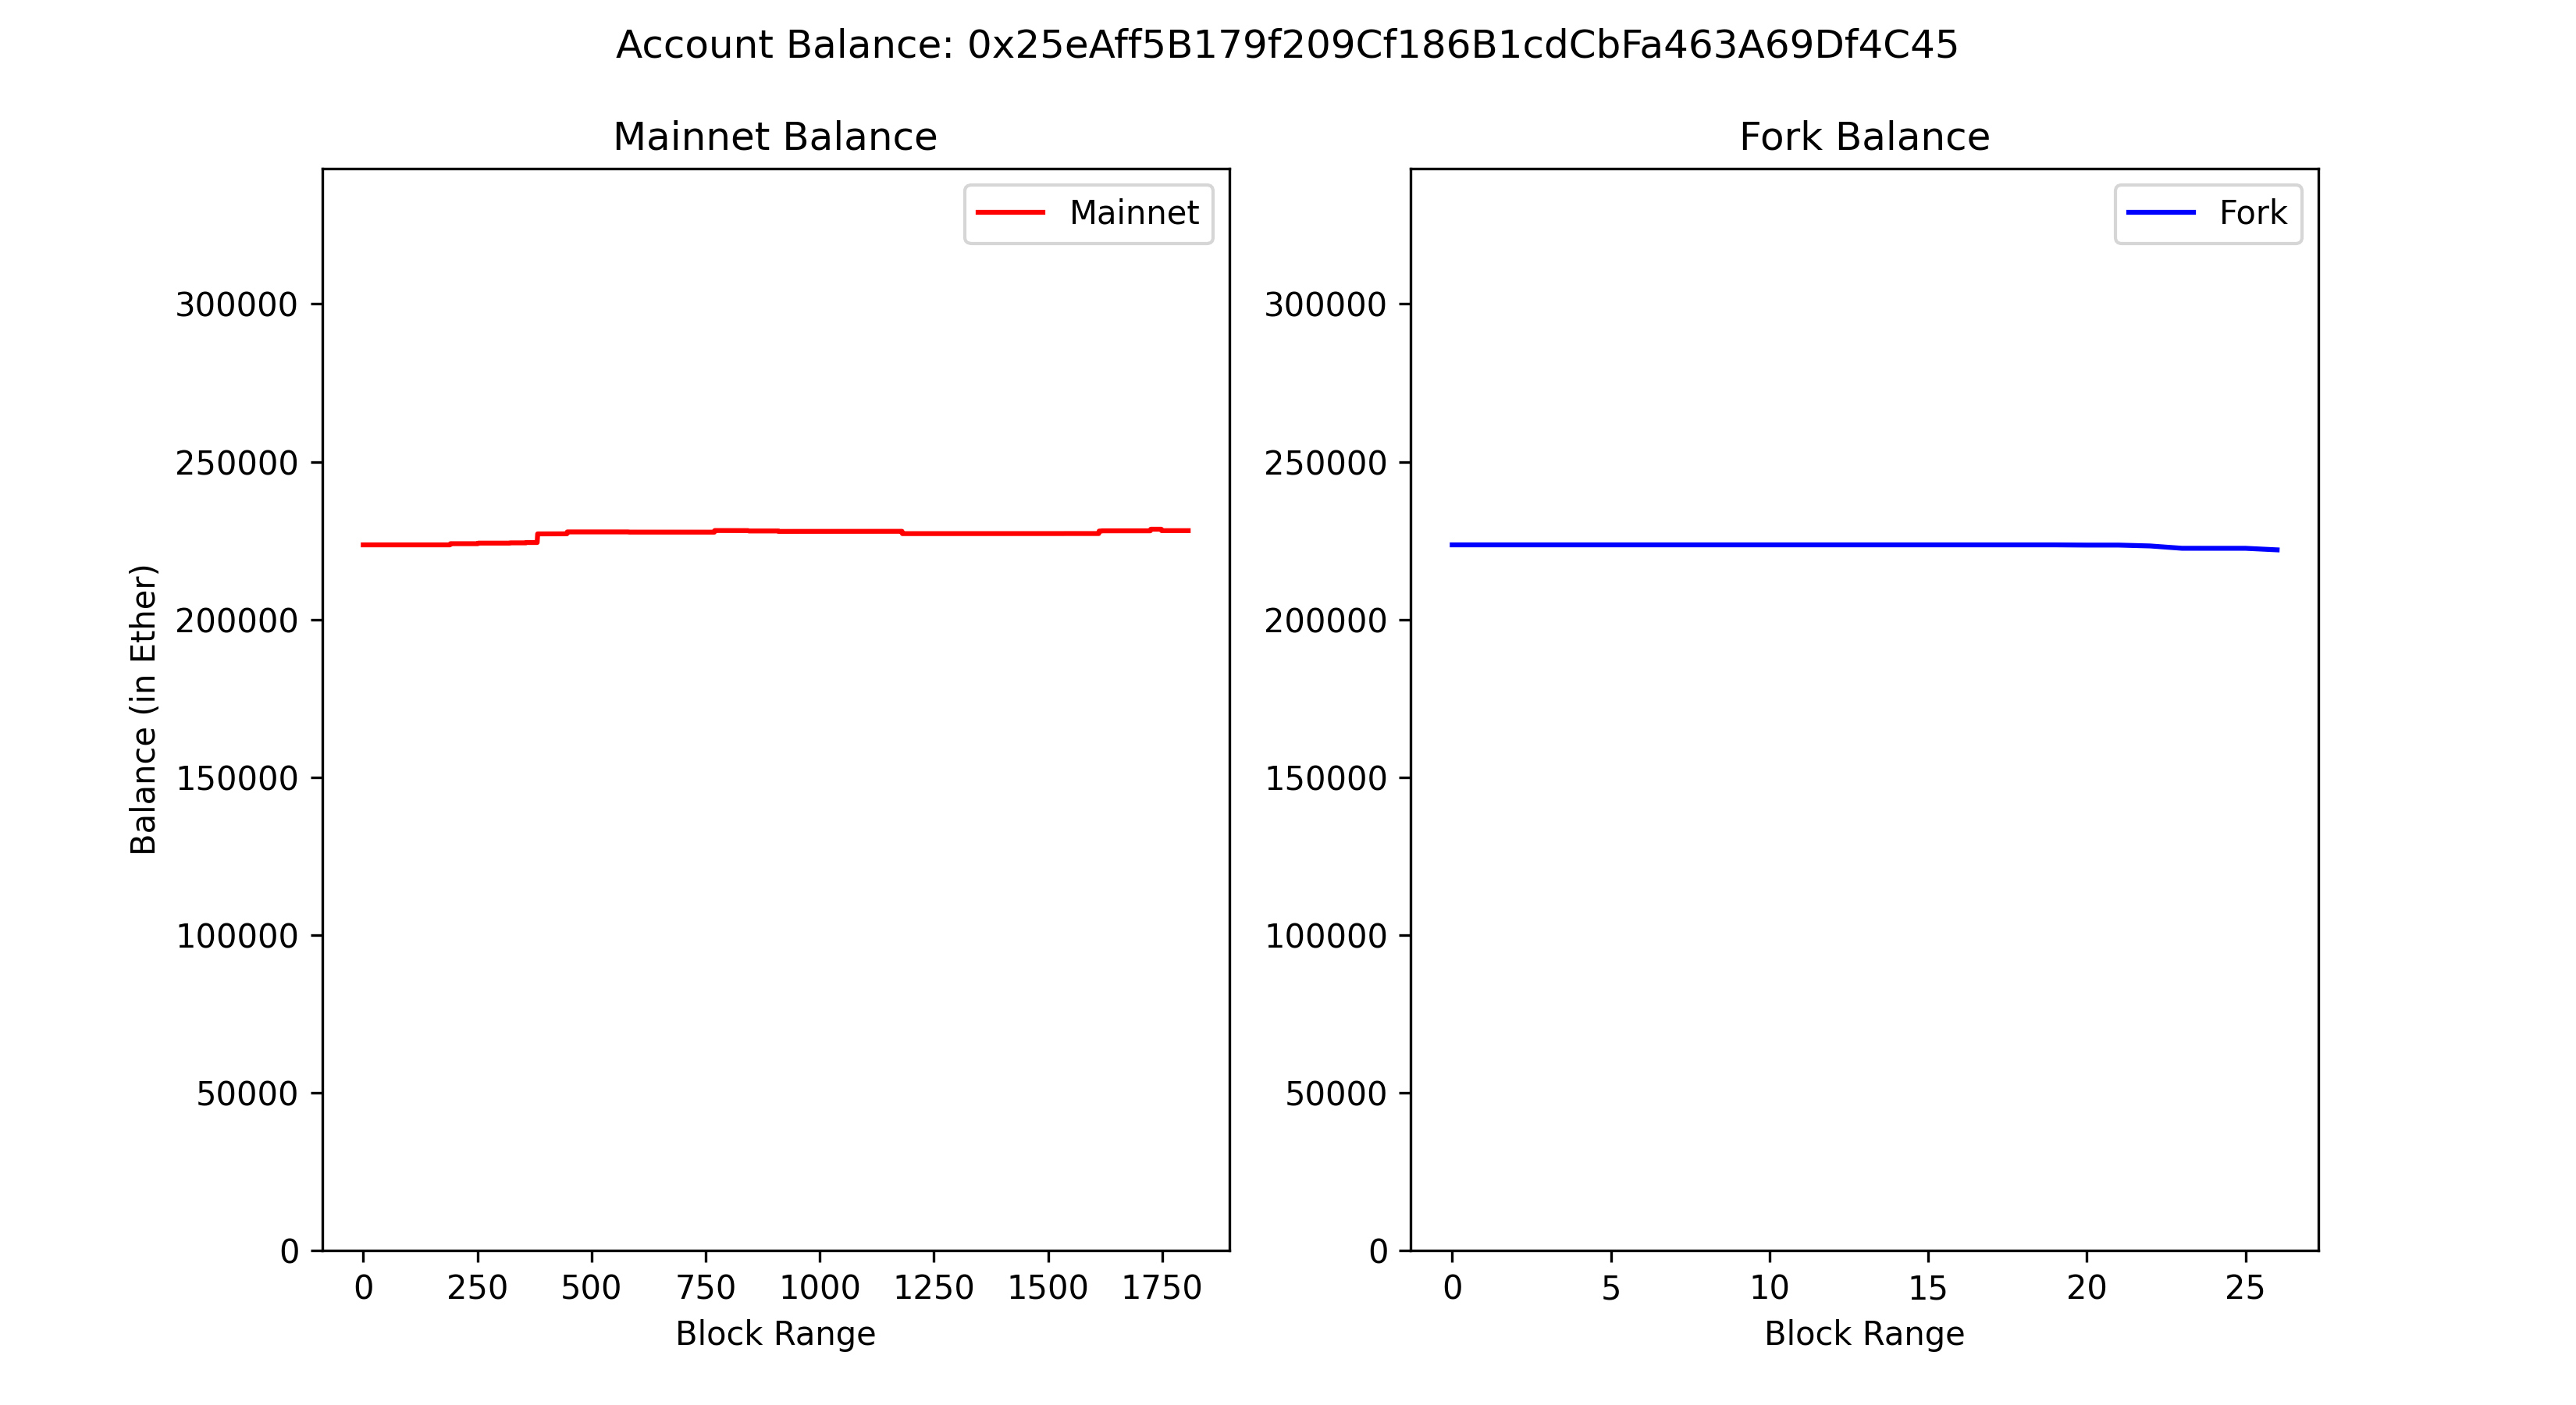 Account Balance: 0x25eAff5B179f209Cf186B1cdCbFa463A69Df4C45
Mainnet Balance
Mainnet
300000
250000
200000
150000
100000
50000
0
Balance (in Ether)
0 250 500 750 1000 1250 1500 1750
Block Range
Fork Balance
Fork
300000
250000
200000
150000
100000
50000
0
0 5 10 15 20 25
Block Range